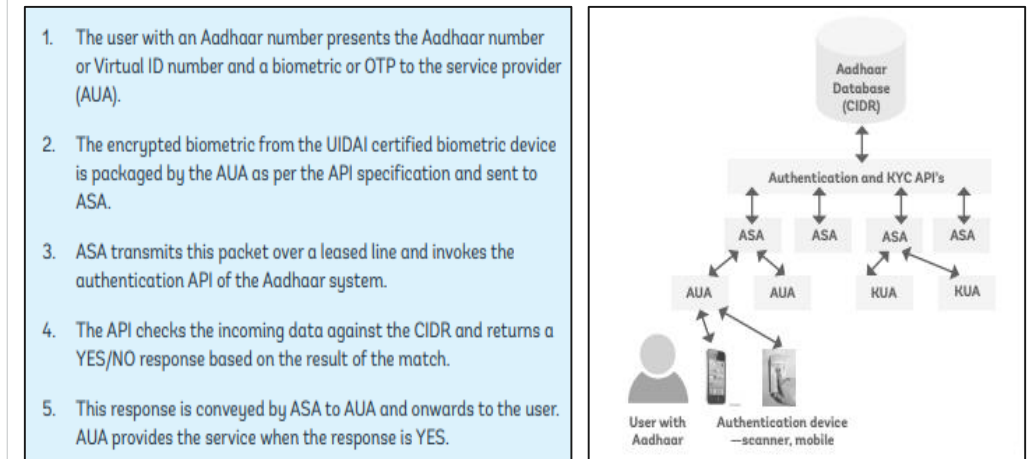 1. The user with an Aadhaar number presents the Aadhaar number
or Virtual ID number and a biometric or OTP to the service provider
(AUA).
2. The encrypted biometric from the UIDAI certified biometric device
is packaged by the AUA as per the API specification and sent to
ASA.
3. ASA transmits this packet over a leased line and invokes the
authentication API of the Aadhaar system.
4. The API checks the incoming data against the CIDR and returns a
YES/NO response based on the result of the match.
5. This response is conveyed by ASA to AUA and onwards to the user.
AUA provides the service when the response is YES.
Aadhaar
Database
(CIDR)
Authentication and KYC API's
ASA
ASA
ASA
ASA
AUA
AUA
KUA
KUA
User with
Aadhaar
Authentication device
—scanner, mobile